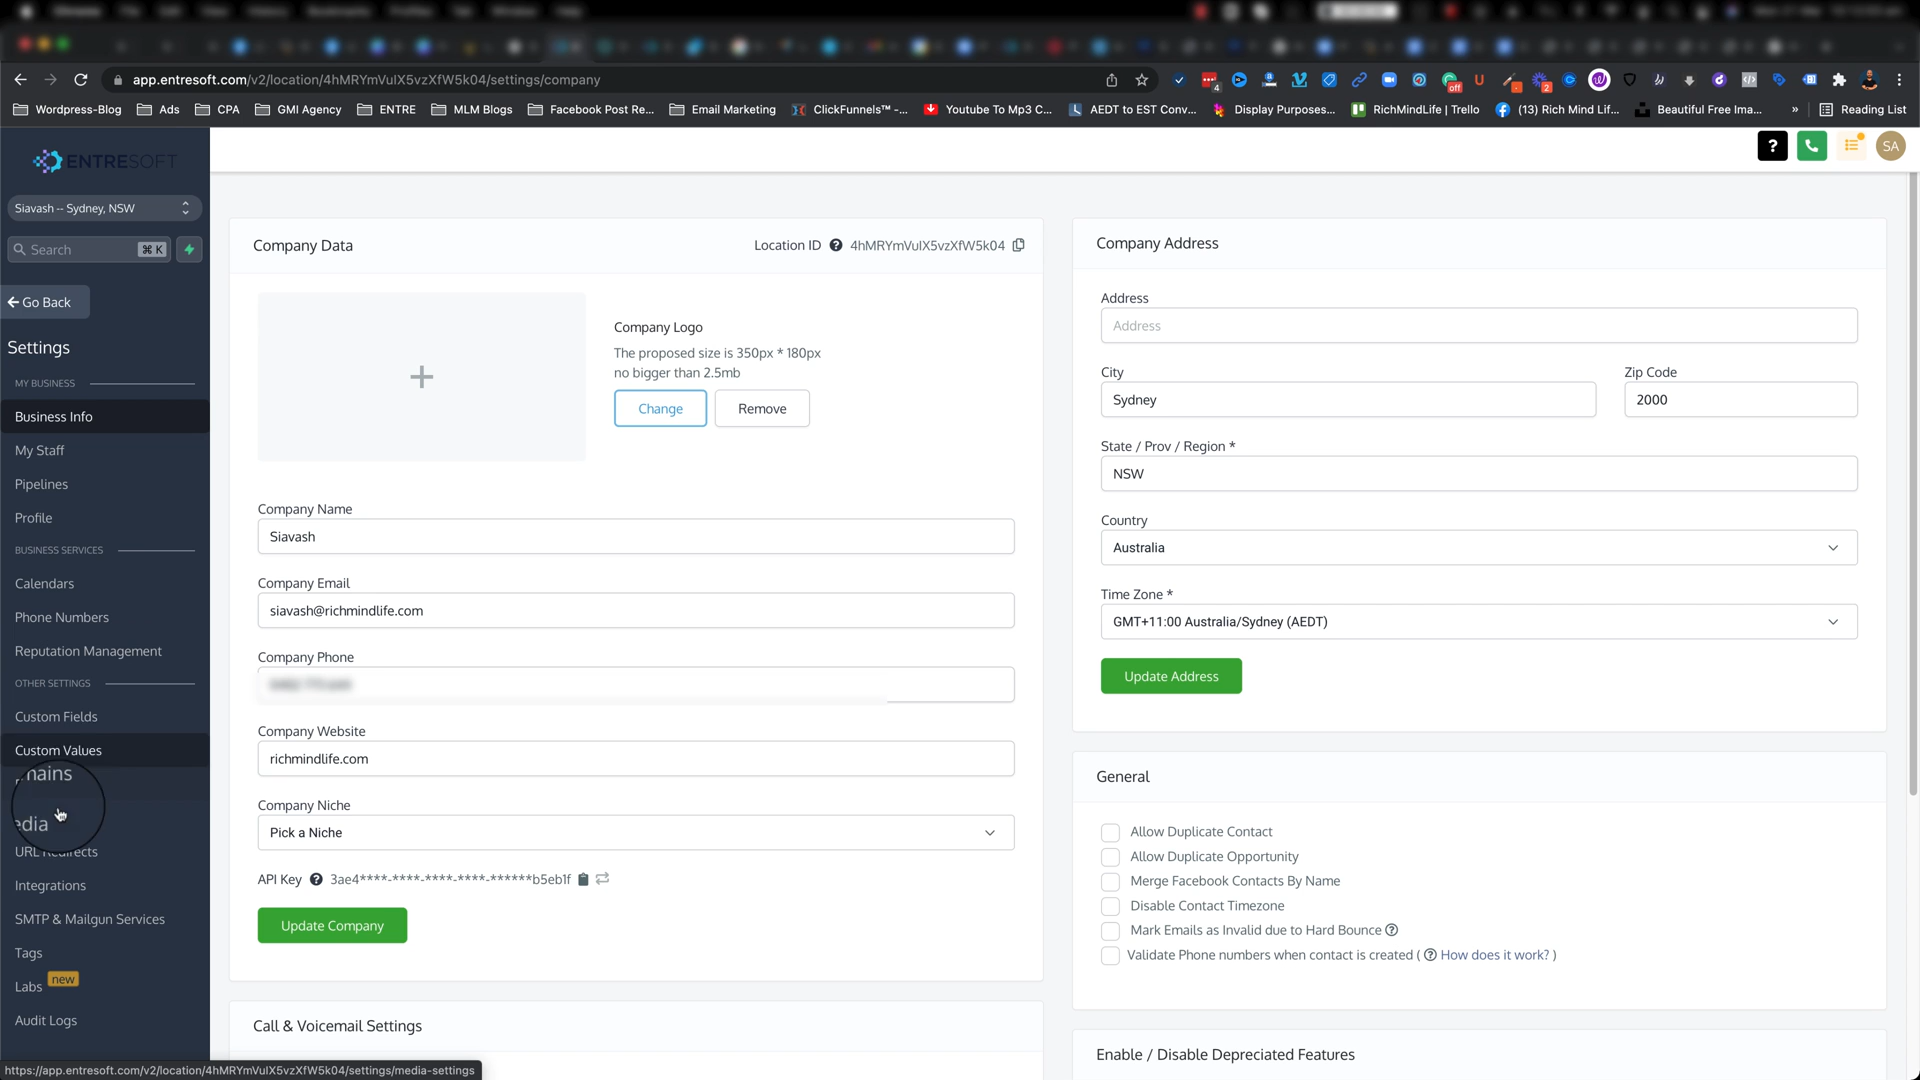 app.entresoft.com/v2/location/4hMRYmVulX5vzXfW5k04/settings/company
4
off
2
Wordpress-Blog
Ads
CPA
GMI Agency
ENTRE
MLM Blogs
Facebook Post Re...
Email Marketing
ClickFunnels™ -...
Youtube To Mp3 C...
AEDT to EST Conv...
Display Purposes...
RichMindLife | Trello
(13) Rich Mind Lif...
Beautiful Free Ima...
»
Reading List
ENTRESOFT
?
SA
Siavash -- Sydney, NSW
Search
⌘ K
Go Back
Settings
MY BUSINESS
Business Info
My Staff
Pipelines
Profile
BUSINESS SERVICES
Calendars
Phone Numbers
Reputation Management
OTHER SETTINGS
Custom Fields
Custom Values
mains
edia
URL Redirects
Integrations
SMTP & Mailgun Services
Tags
Labs new
Audit Logs
https://app.entresoft.com/v2/location/4hMRYmVulX5vzXfW5k04/settings/media-settings
Company Data
Location ID ? 4hMRYmVulX5vzXfW5k04
Company Logo
The proposed size is 350px * 180px
no bigger than 2.5mb
Change
Remove
Company Name
Siavash
Company Email
siavash@richmindlife.com
Company Phone
Company Website
richmindlife.com
Company Niche
Pick a Niche
API Key ? 3ae4****-****-****-****-******b5eb1f
Update Company
Call & Voicemail Settings
Company Address
Address
Address
City
Zip Code
Sydney
2000
State / Prov / Region *
NSW
Country
Australia
Time Zone *
GMT+11:00 Australia/Sydney (AEDT)
Update Address
General
Allow Duplicate Contact
Allow Duplicate Opportunity
Merge Facebook Contacts By Name
Disable Contact Timezone
Mark Emails as Invalid due to Hard Bounce ?
Validate Phone numbers when contact is created ( ? How does it work? )
Enable / Disable Depreciated Features